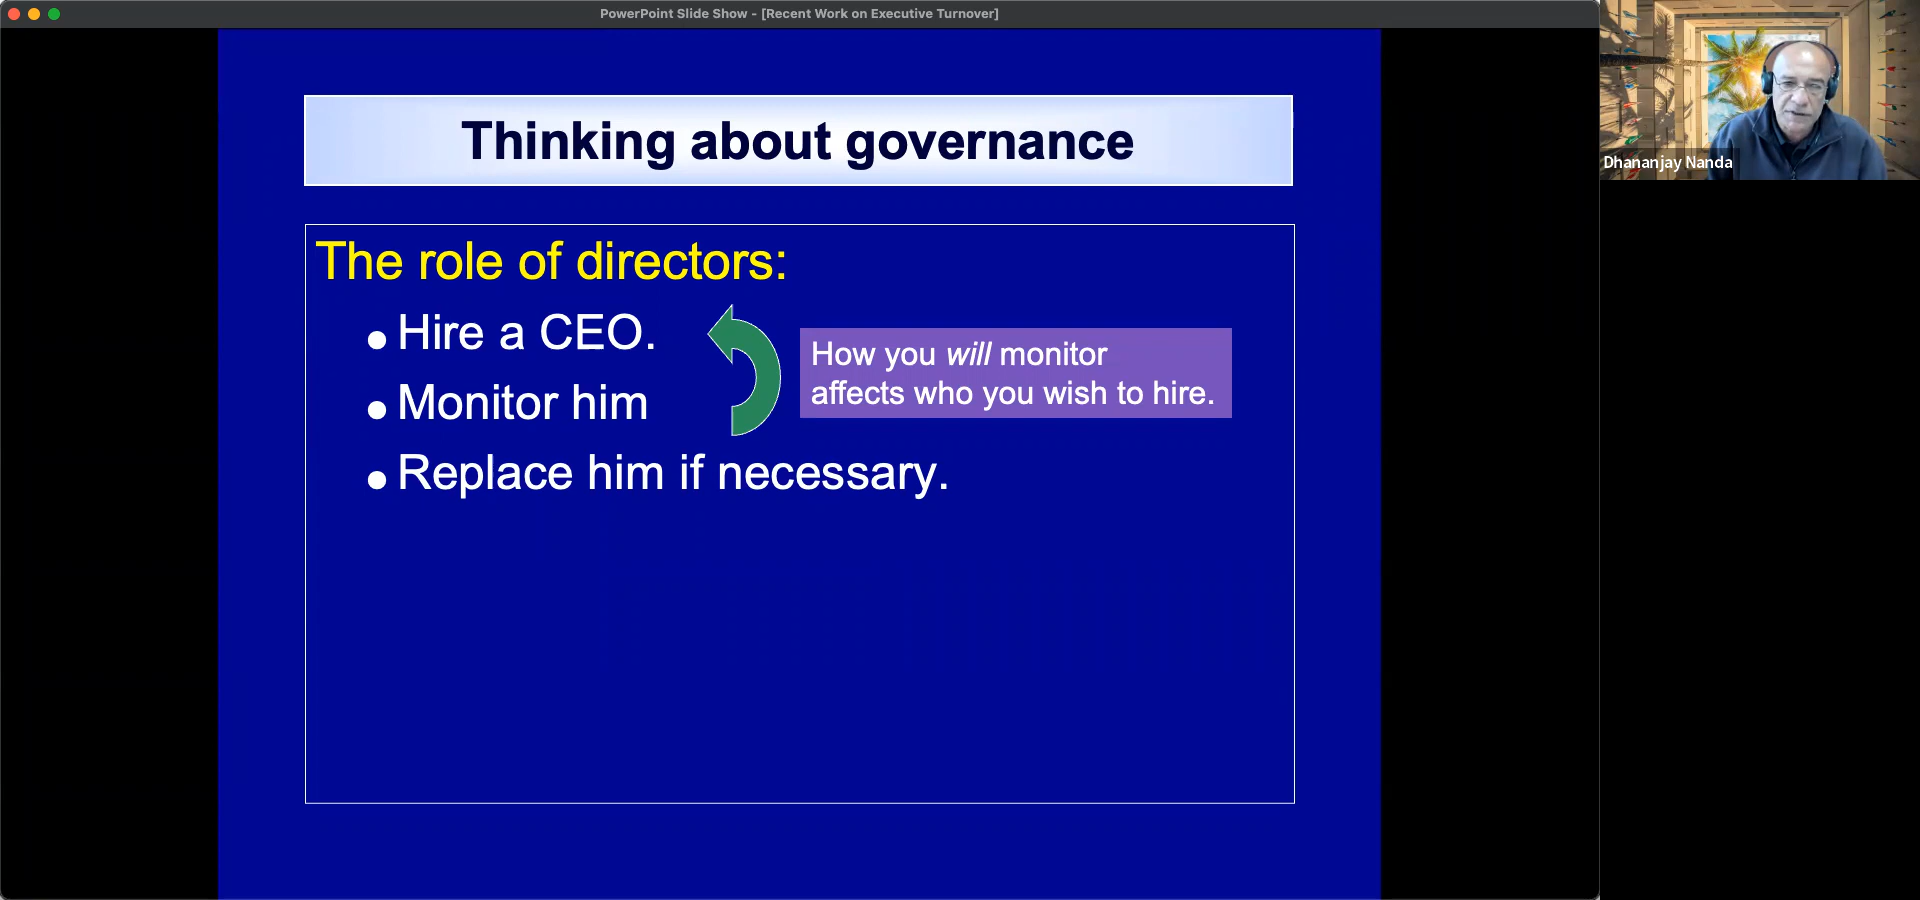 PowerPoint Slide Show - [Recent Work on Executive Turnover]
Thinking about governance
The role of directors:
Hire a CEO.
Monitor him
Replace him if necessary.
How you will monitor
affects who you wish to hire.
Dhananjay Nanda